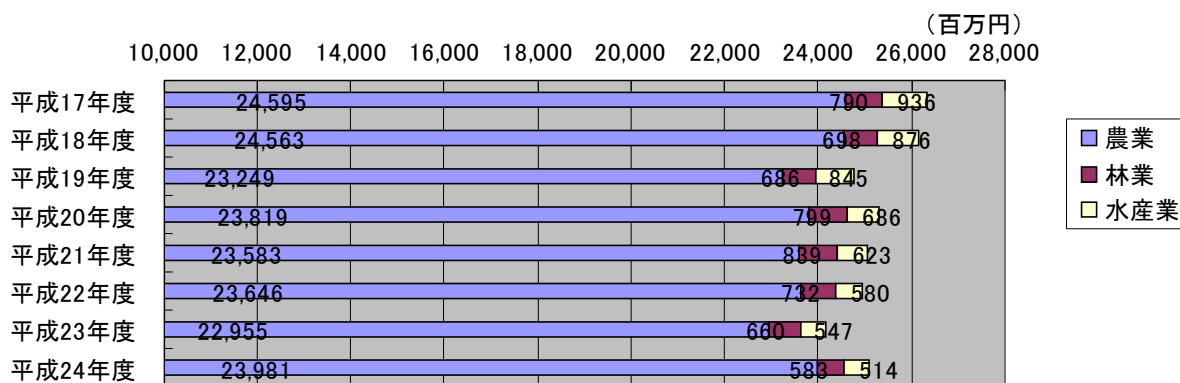 （百万円）
10,000 12,000 14,000 16,000 18,000 20,000 22,000 24,000 26,000 28,000
平成17年度 24,595 790 936
平成18年度 24,563 698 876
平成19年度 23,249 686 845
平成20年度 23,819 799 686
平成21年度 23,583 839 623
平成22年度 23,646 732 580
平成23年度 22,955 660 547
平成24年度 23,981 583 514
農業
林業
水産業